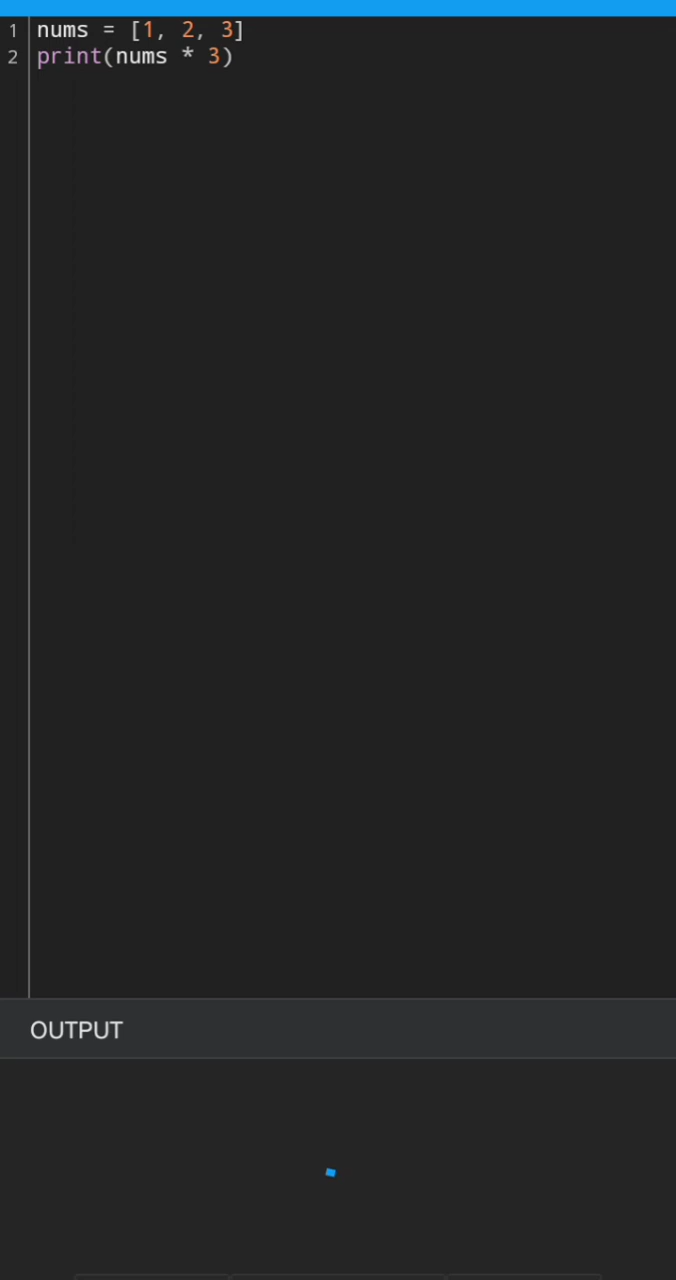 1 nums = [1, 2, 3]
2 print(nums * 3)
OUTPUT